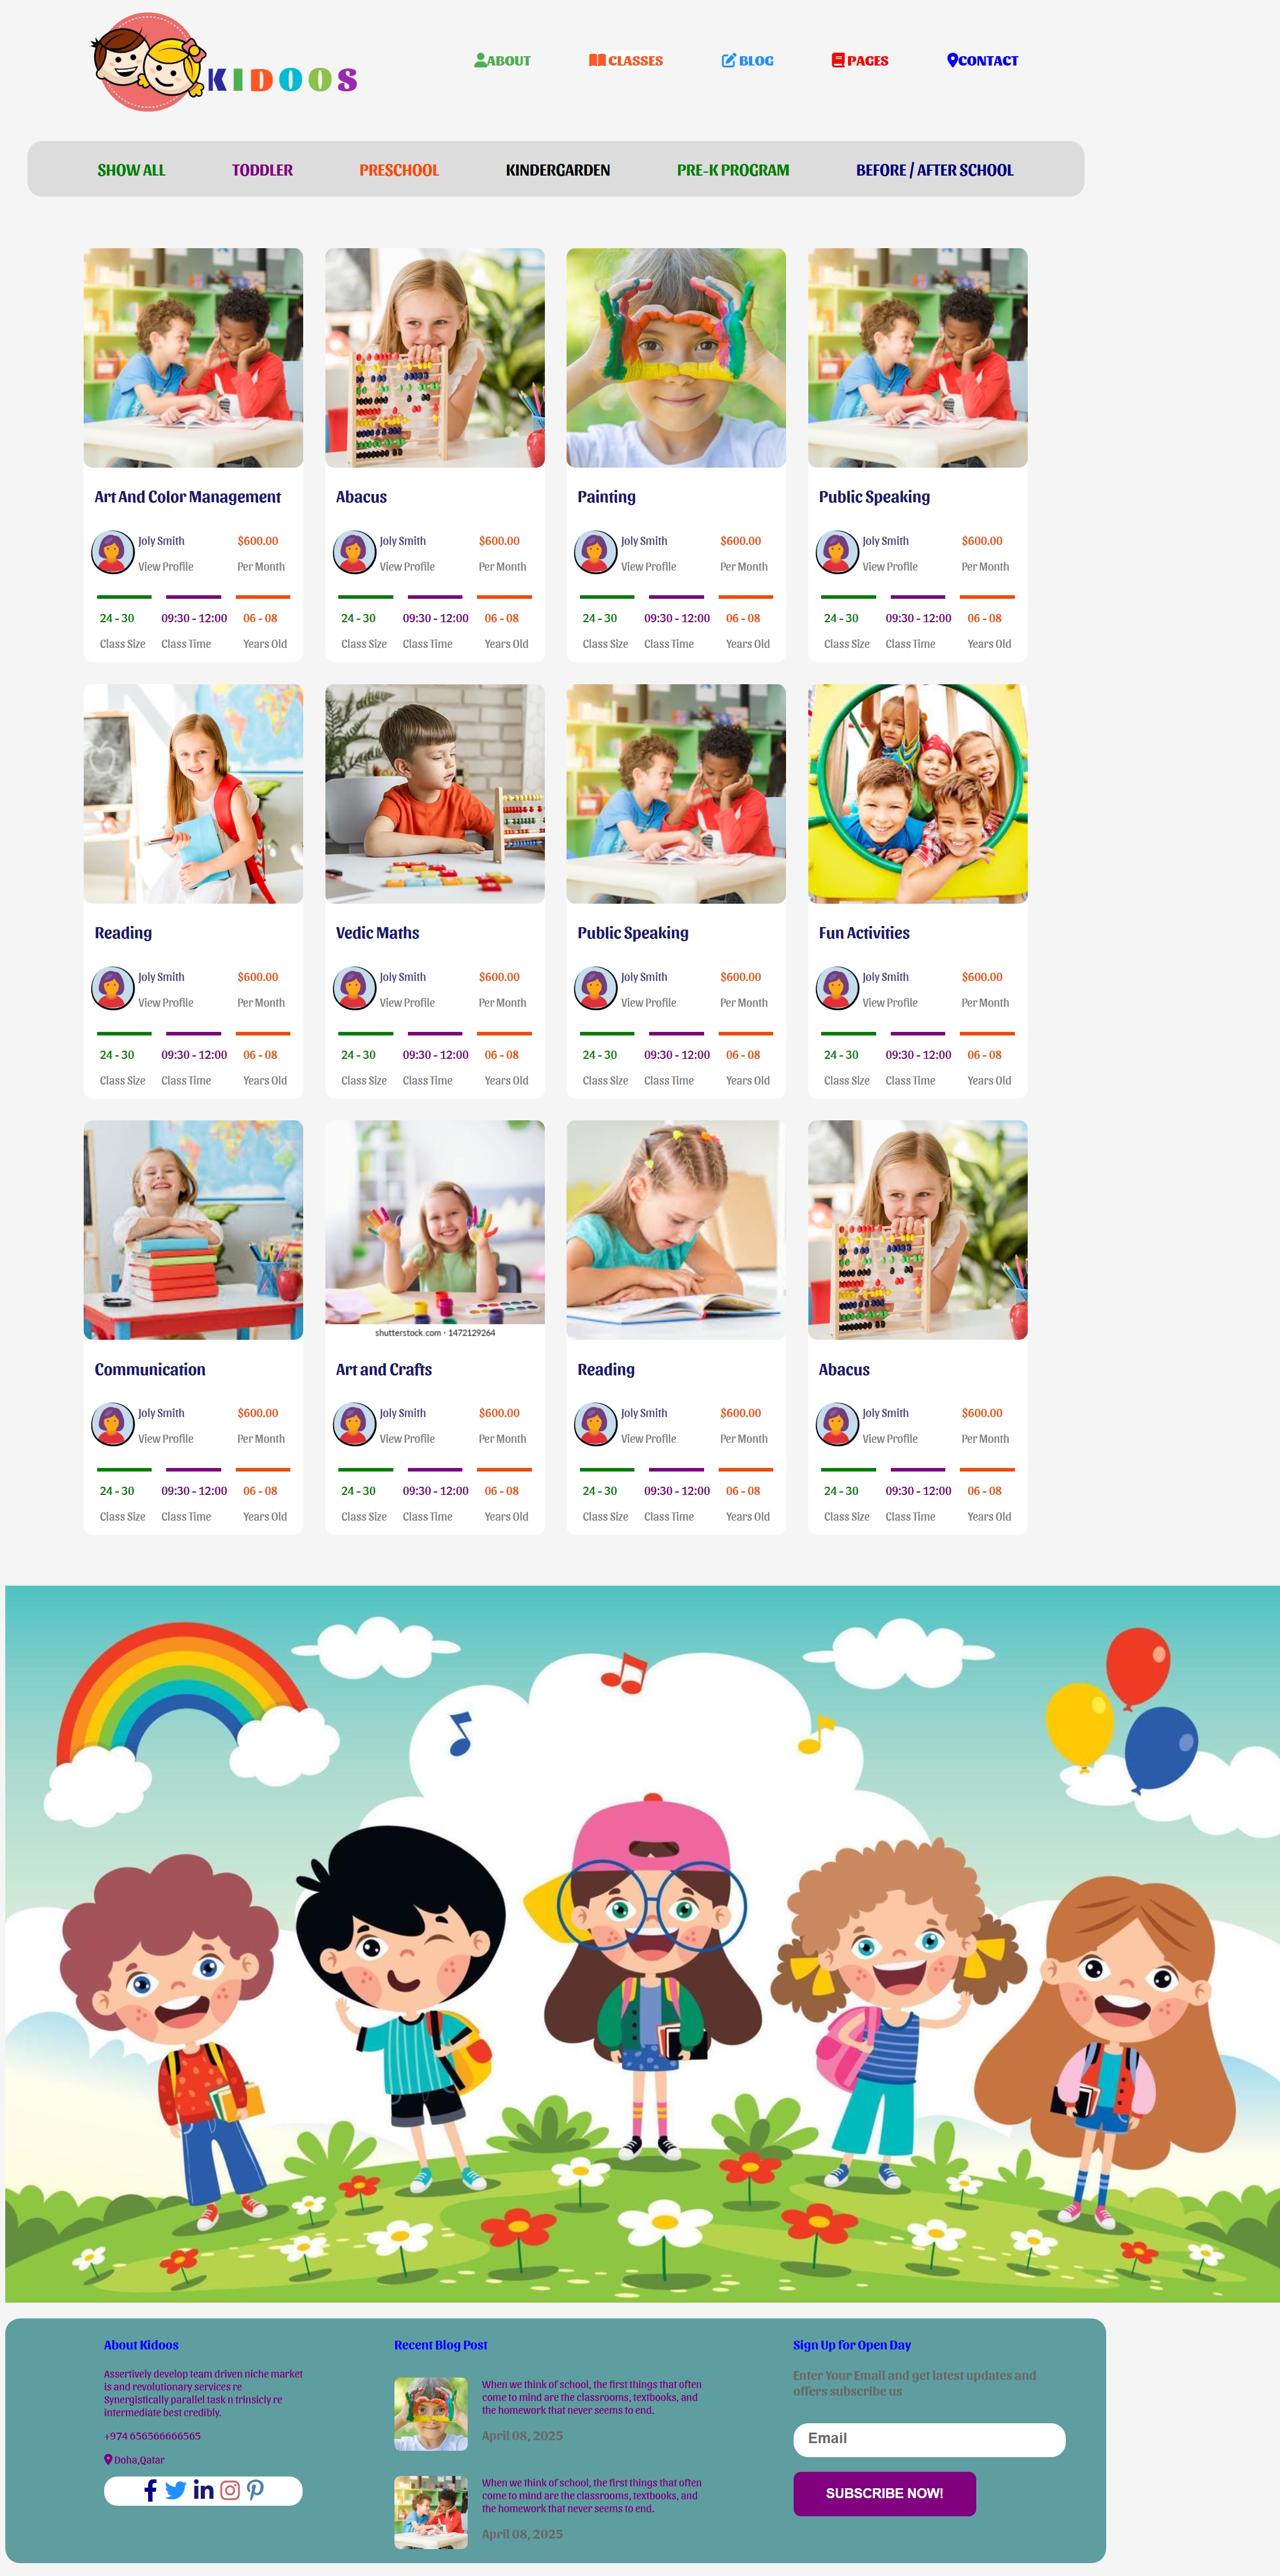 KIDOOS
ABOUT CLASSES BLOG PAGES CONTACT
SHOW ALL TODDLER PRESCHOOL KINDERGARDEN PRE-K PROGRAM BEFORE / AFTER SCHOOL
Art And Color Management
Joly Smith $600.00
View Profile Per Month
24 - 30 09:30 - 12:00 06 - 08
Class Size Class Time Years Old
Abacus
Joly Smith $600.00
View Profile Per Month
24 - 30 09:30 - 12:00 06 - 08
Class Size Class Time Years Old
Painting
Joly Smith $600.00
View Profile Per Month
24 - 30 09:30 - 12:00 06 - 08
Class Size Class Time Years Old
Public Speaking
Joly Smith $600.00
View Profile Per Month
24 - 30 09:30 - 12:00 06 - 08
Class Size Class Time Years Old
Reading
Joly Smith $600.00
View Profile Per Month
24 - 30 09:30 - 12:00 06 - 08
Class Size Class Time Years Old
Vedic Maths
Joly Smith $600.00
View Profile Per Month
24 - 30 09:30 - 12:00 06 - 08
Class Size Class Time Years Old
Public Speaking
Joly Smith $600.00
View Profile Per Month
24 - 30 09:30 - 12:00 06 - 08
Class Size Class Time Years Old
Fun Activities
Joly Smith $600.00
View Profile Per Month
24 - 30 09:30 - 12:00 06 - 08
Class Size Class Time Years Old
Communication
Joly Smith $600.00
View Profile Per Month
24 - 30 09:30 - 12:00 06 - 08
Class Size Class Time Years Old
shutterstock.com · 1472129264
Art and Crafts
Joly Smith $600.00
View Profile Per Month
24 - 30 09:30 - 12:00 06 - 08
Class Size Class Time Years Old
Reading
Joly Smith $600.00
View Profile Per Month
24 - 30 09:30 - 12:00 06 - 08
Class Size Class Time Years Old
Abacus
Joly Smith $600.00
View Profile Per Month
24 - 30 09:30 - 12:00 06 - 08
Class Size Class Time Years Old
About Kidoos
Assertively develop team driven niche market
is and revolutionary services re
Synergistically parallel task n trinsicly re
intermediate best credibly.
+974 656566666565
Doha,Qatar
Recent Blog Post
When we think of school, the first things that often
come to mind are the classrooms, textbooks, and
the homework that never seems to end.
April 08, 2025
When we think of school, the first things that often
come to mind are the classrooms, textbooks, and
the homework that never seems to end.
April 08, 2025
Sign Up for Open Day
Enter Your Email and get latest updates and
offers subscribe us
Email
SUBSCRIBE NOW!